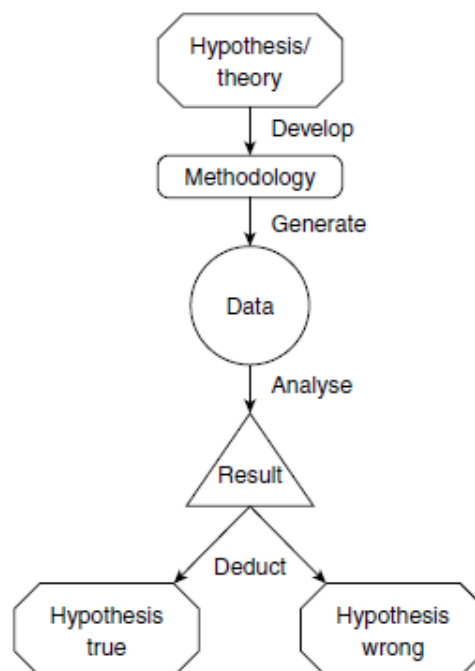 Hypothesis/
theory
Develop
Methodology
Generate
Data
Analyse
Result
Deduct
Hypothesis
true
Hypothesis
wrong